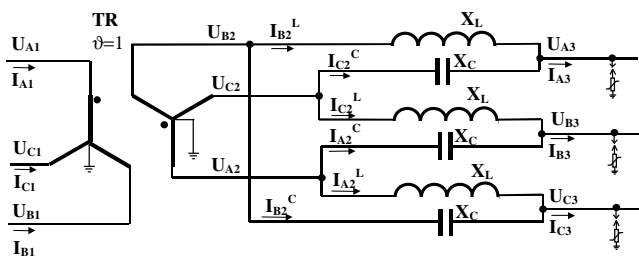 TR
ϑ=1
U_A1
I_A1
U_C1
I_C1
U_B1
I_B1
U_B2
I_B2^L
X_L
U_A3
I_A3
I_C2^C
X_C
U_C2
I_C2^L
X_L
I_A2^C
X_C
U_B3
I_B3
U_A2
I_A2^L
X_L
I_B2^C
X_C
U_C3
I_C3